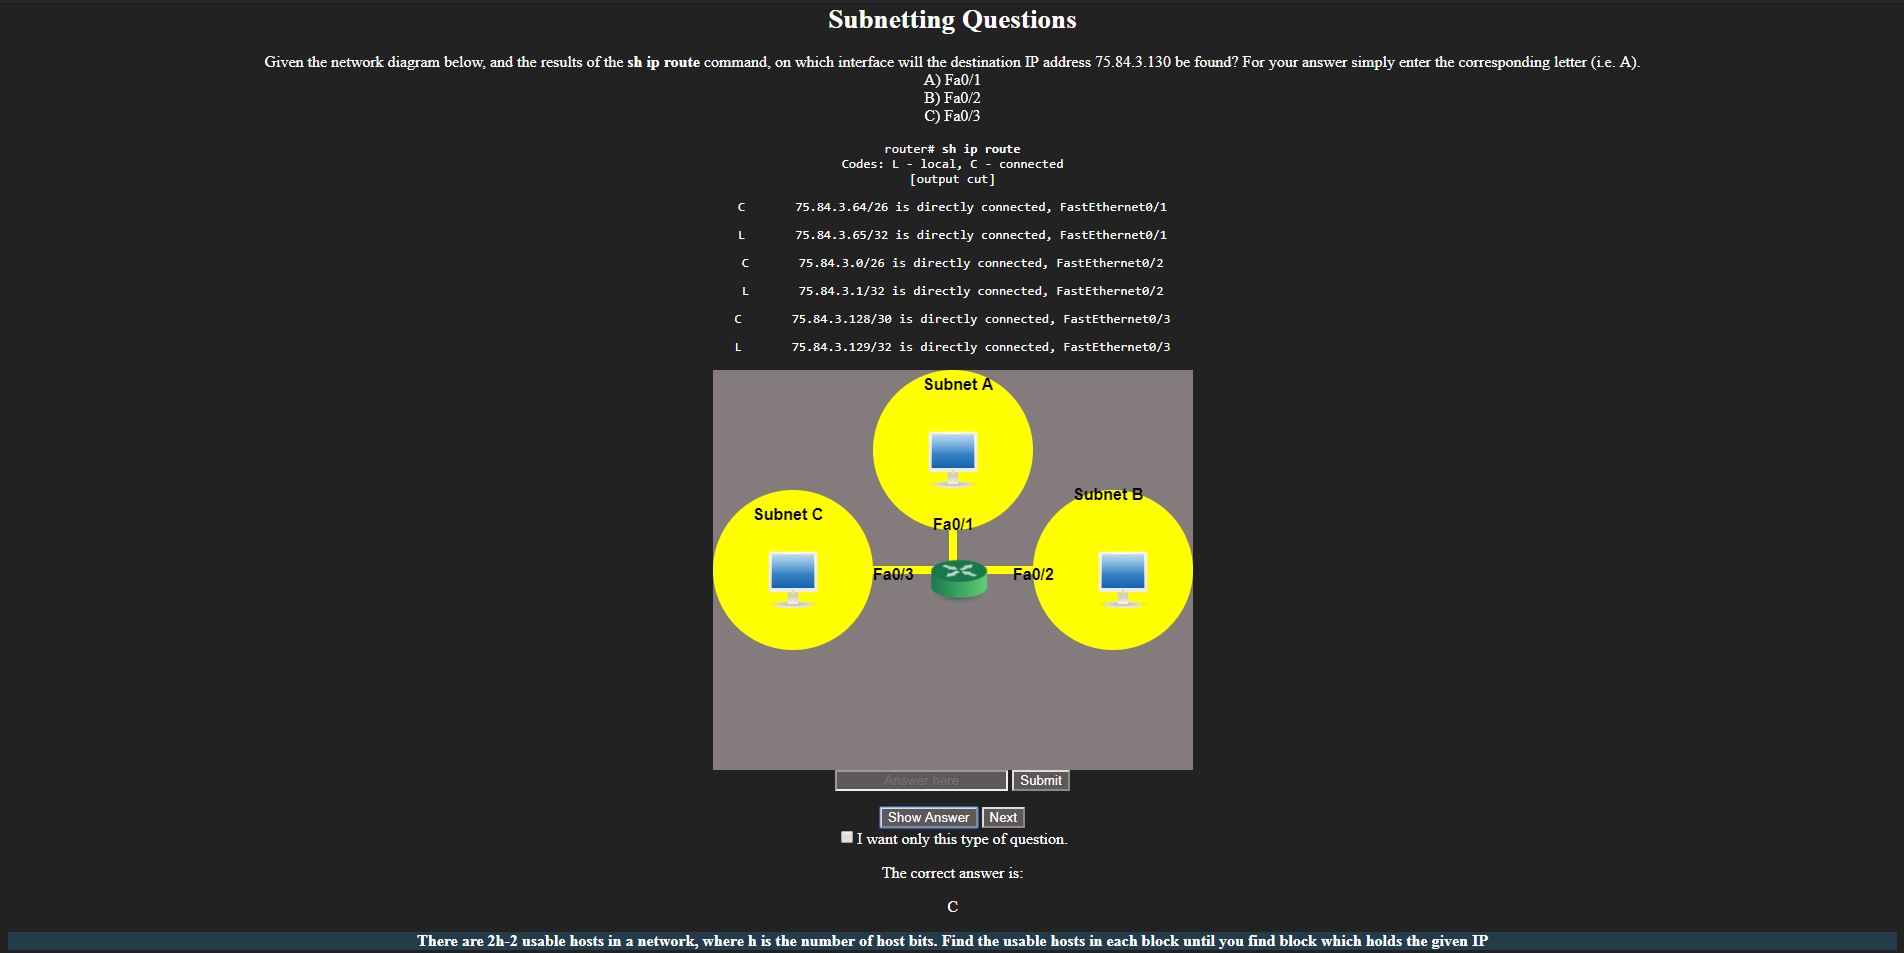 Subnetting Questions
Given the network diagram below, and the results of the sh ip route command, on which interface will the destination IP address 75.84.3.130 be found? For your answer simply enter the corresponding letter (i.e. A).
A) Fa0/1
B) Fa0/2
C) Fa0/3
router# sh ip route
Codes: L - local, C - connected
[output cut]
C 75.84.3.64/26 is directly connected, FastEthernet0/1
L 75.84.3.65/32 is directly connected, FastEthernet0/1
C 75.84.3.0/26 is directly connected, FastEthernet0/2
L 75.84.3.1/32 is directly connected, FastEthernet0/2
C 75.84.3.128/30 is directly connected, FastEthernet0/3
L 75.84.3.129/32 is directly connected, FastEthernet0/3
Subnet A
Subnet B
Subnet C
Fa0/1
Fa0/3
Fa0/2
Answer here
Submit
Show Answer
Next
I want only this type of question.
The correct answer is:
C
There are 2h-2 usable hosts in a network, where h is the number of host bits. Find the usable hosts in each block until you find block which holds the given IP